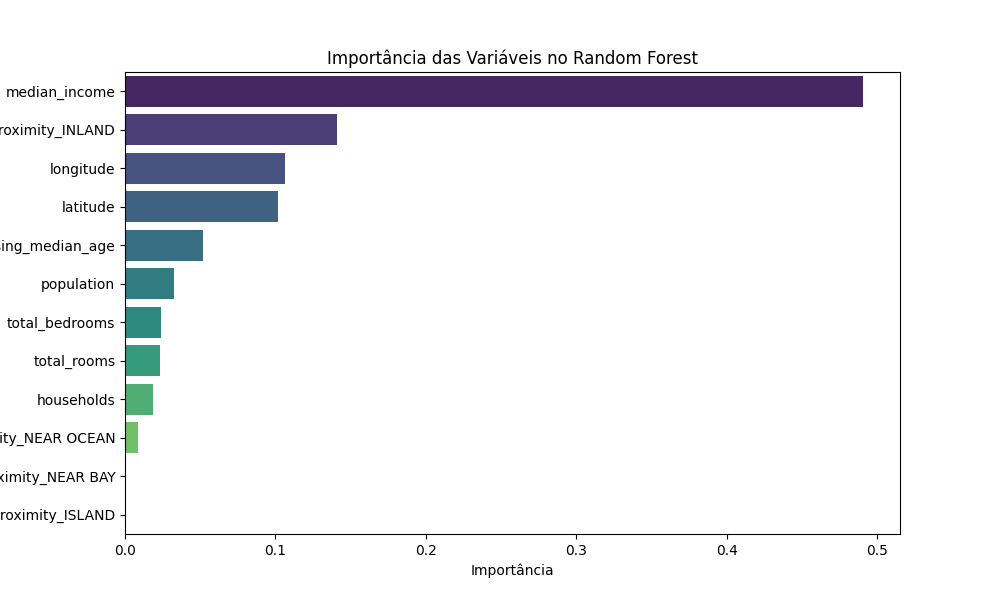 Importância das Variáveis no Random Forest
median_income
roximity_INLAND
longitude
latitude
sing_median_age
population
total_bedrooms
total_rooms
households
ity_NEAR OCEAN
ximity_NEAR BAY
roximity_ISLAND
0.0 0.1 0.2 0.3 0.4 0.5
Importância